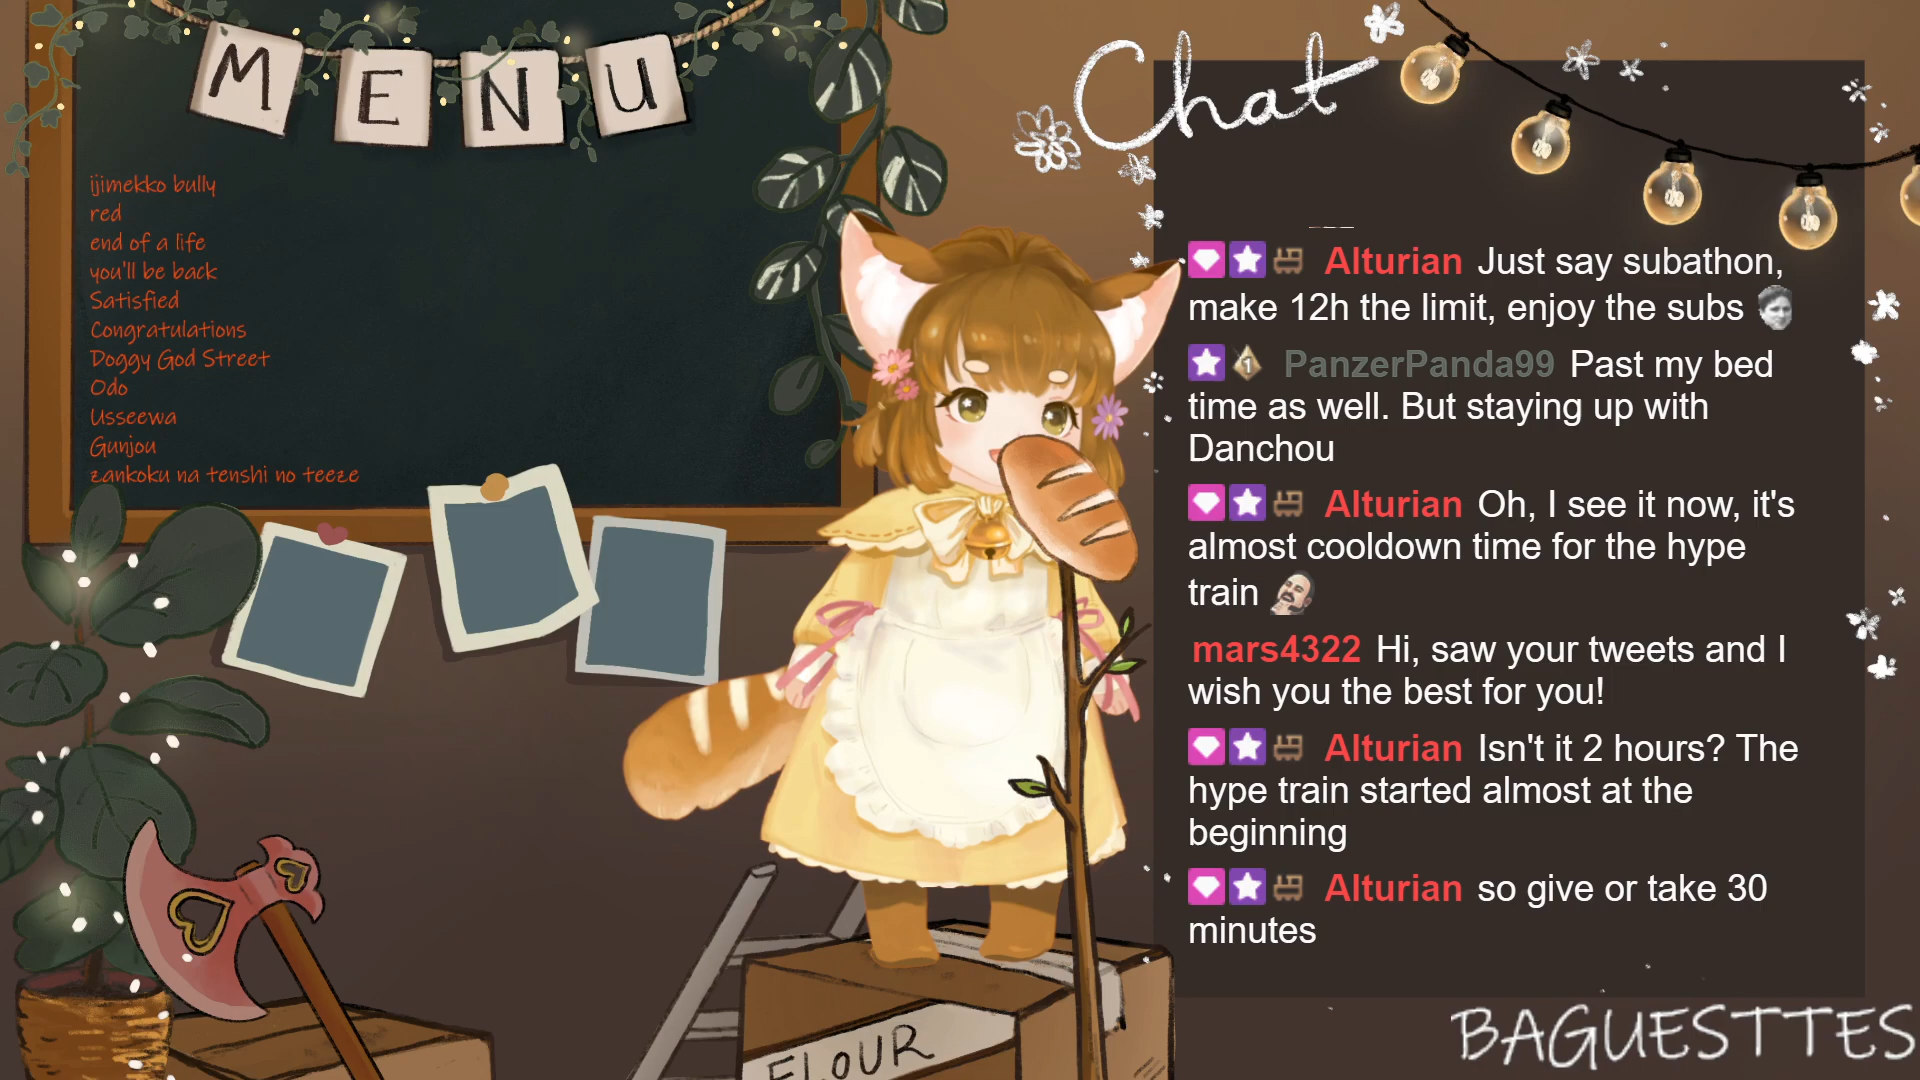 MENU
ijimekko bully
red
end of a life
you'll be back
Satisfied
Congratulations
Doggy God Street
Odo
Usseewa
Gunjou
zankoku na tenshi no teeze
Chat
Alturian Just say subathon,
make 12h the limit, enjoy the subs
1 PanzerPanda99 Past my bed
time as well. But staying up with
Danchou
Alturian Oh, I see it now, it's
almost cooldown time for the hype
train
mars4322 Hi, saw your tweets and I
wish you the best for you!
Alturian Isn't it 2 hours? The
hype train started almost at the
beginning
Alturian so give or take 30
minutes
FLOUR
BAGUESTTES